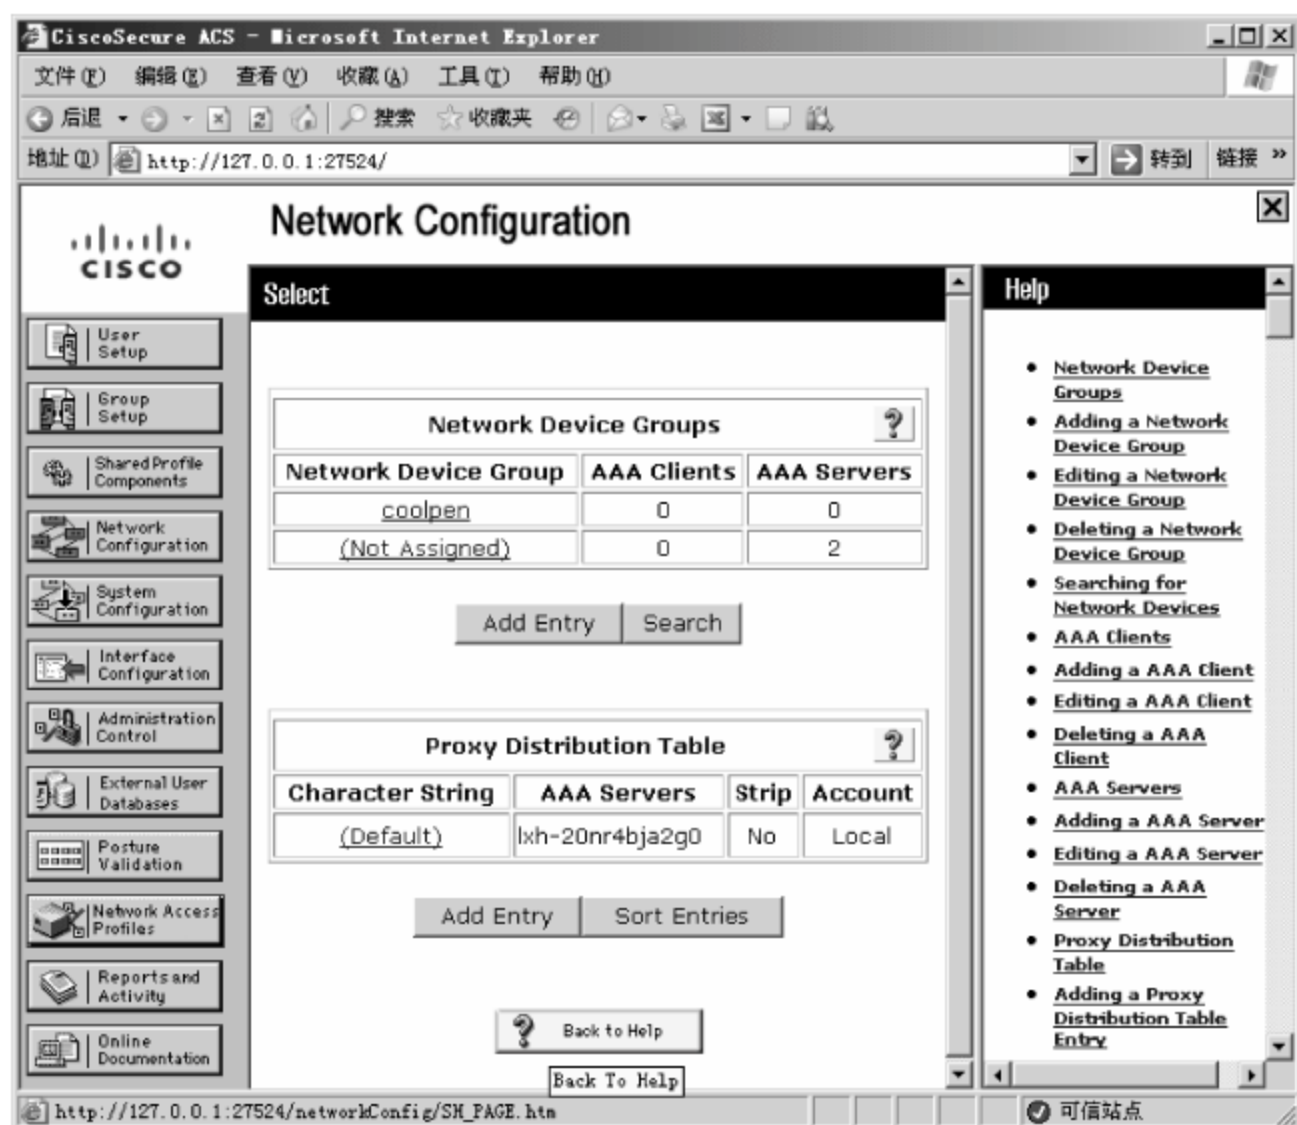 CiscoSecure ACS - Microsoft Internet Explorer
文件(F) 编辑(E) 查看(V) 收藏(A) 工具(T) 帮助(H)
后退 搜索 收藏夹
地址(D) http://127.0.0.1:27524/ 转到 链接 »
CISCO
Network Configuration
User
Setup
Group
Setup
Shared Profile
Components
Network
Configuration
System
Configuration
Interface
Configuration
Administration
Control
External User
Databases
Posture
Validation
Network Access
Profiles
Reports and
Activity
Online
Documentation
Select
Network Device Groups ?
Network Device Group AAA Clients AAA Servers
coolpen 0 0
(Not Assigned) 0 2
Add Entry Search
Proxy Distribution Table ?
Character String AAA Servers Strip Account
(Default) lxh-20nr4bja2g0 No Local
Add Entry Sort Entries
? Back to Help
Back To Help
Help
• Network Device
Groups
• Adding a Network
Device Group
• Editing a Network
Device Group
• Deleting a Network
Device Group
• Searching for
Network Devices
• AAA Clients
• Adding a AAA Client
• Editing a AAA Client
• Deleting a AAA
Client
• AAA Servers
• Adding a AAA Server
• Editing a AAA Server
• Deleting a AAA
Server
• Proxy Distribution
Table
• Adding a Proxy
Distribution Table
Entry
http://127.0.0.1:27524/networkConfig/SH_PAGE.htm 可信站点